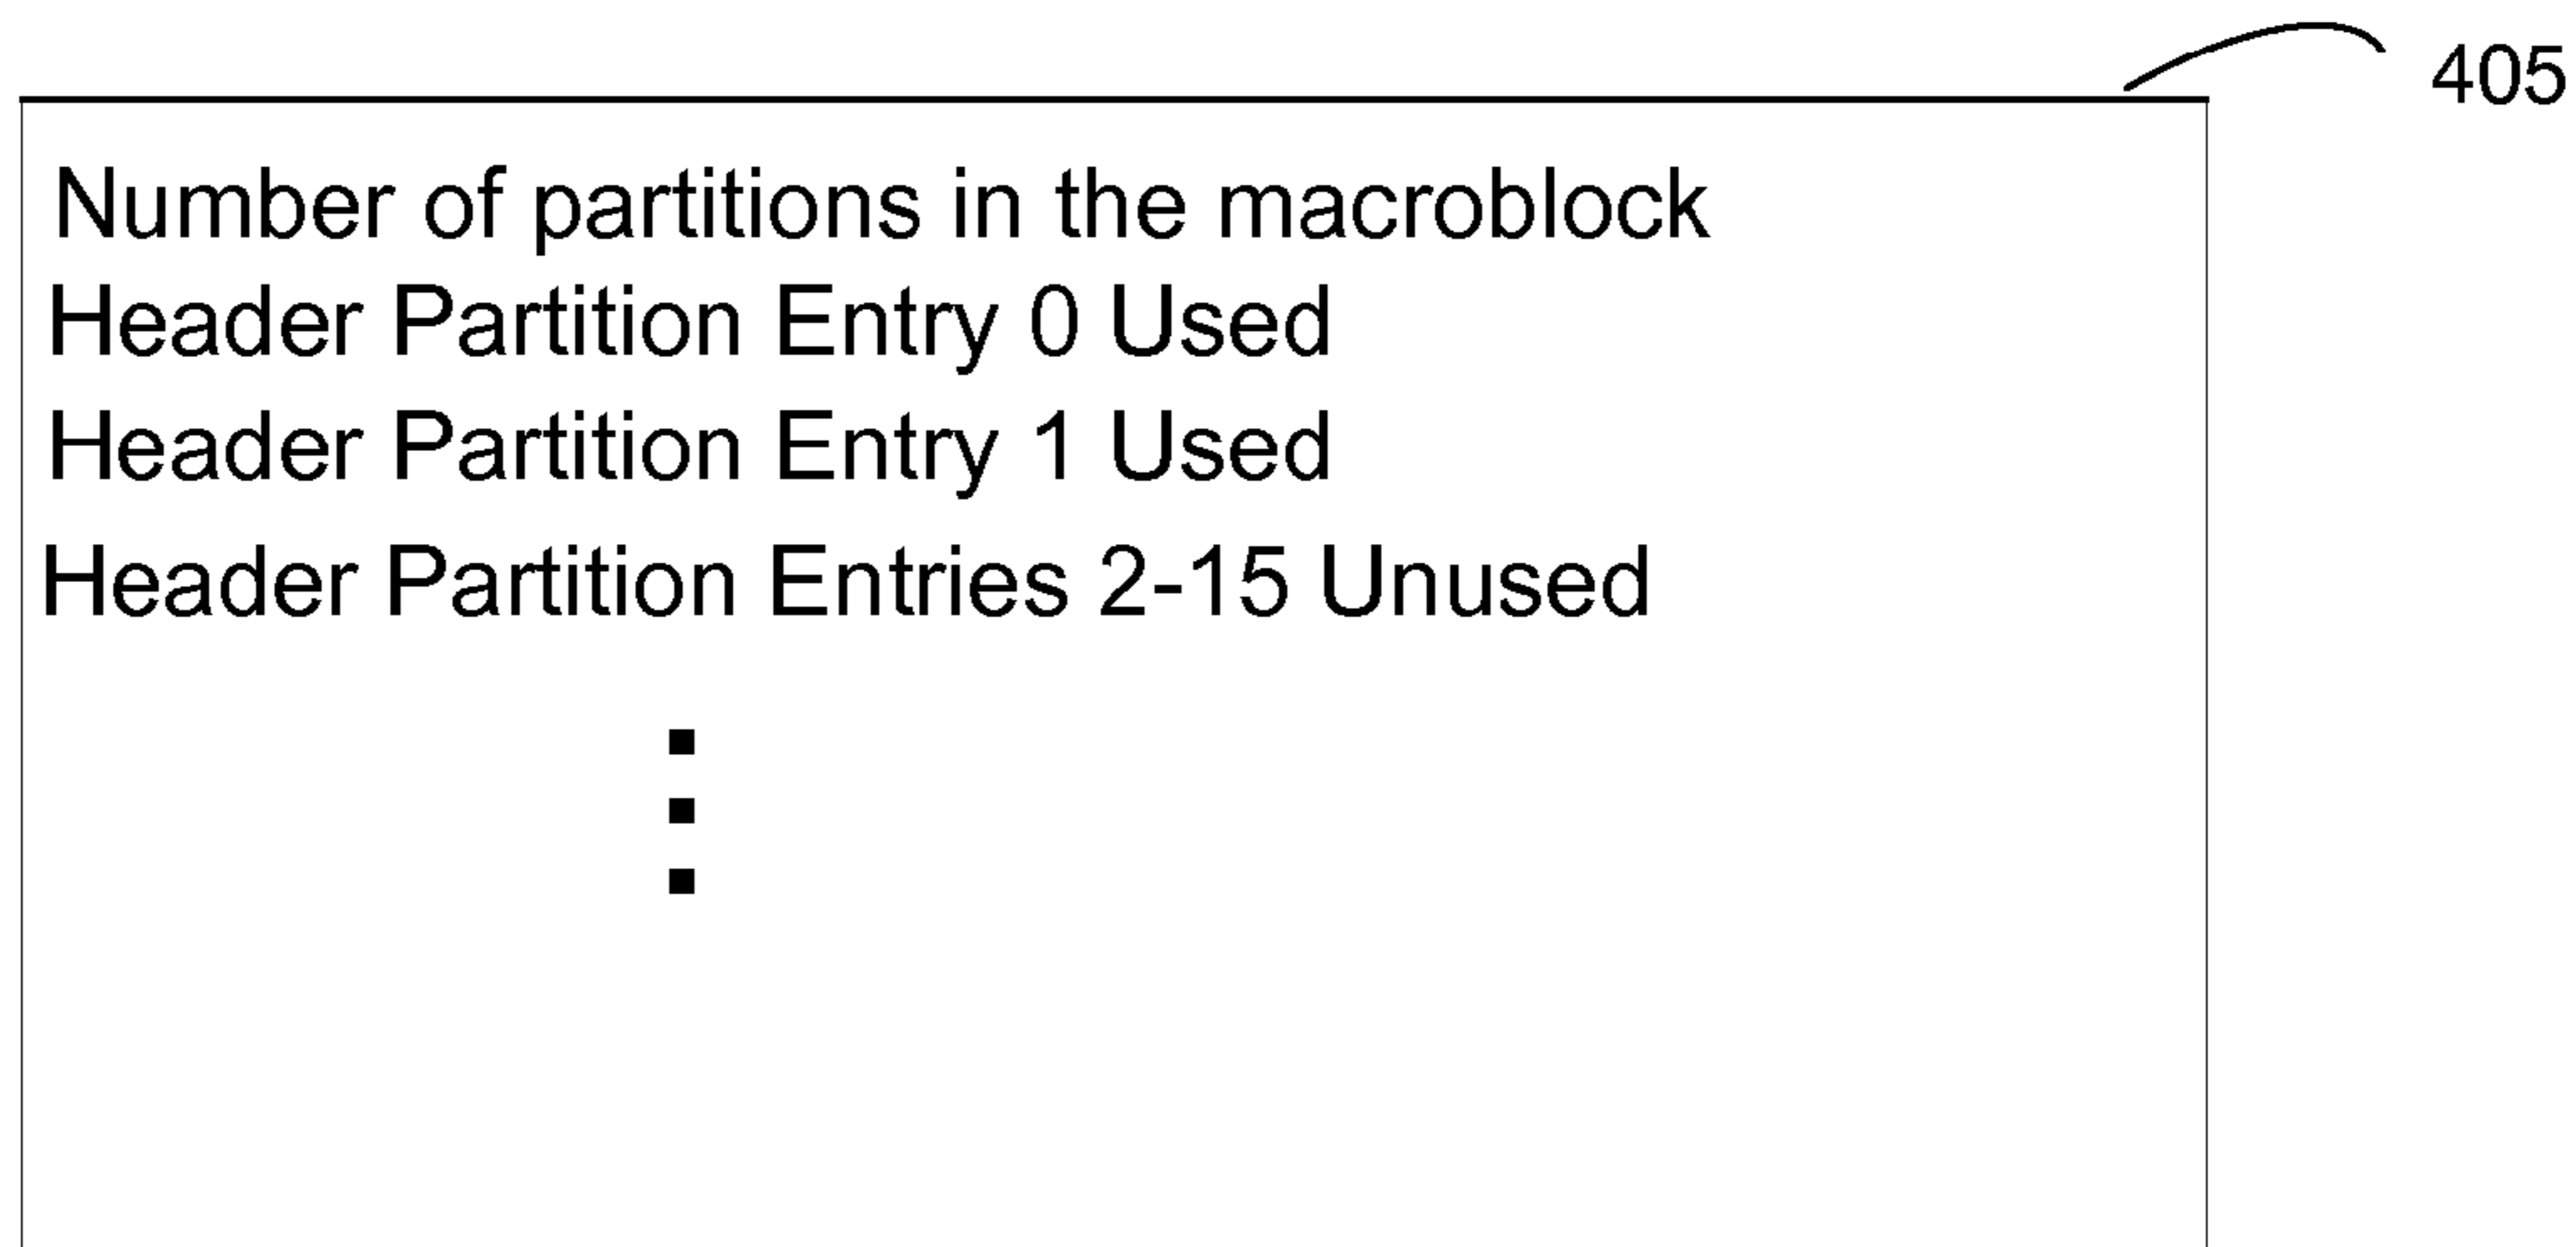 405
Number of partitions in the macroblock
Header Partition Entry 0 Used
Header Partition Entry 1 Used
Header Partition Entries 2-15 Unused